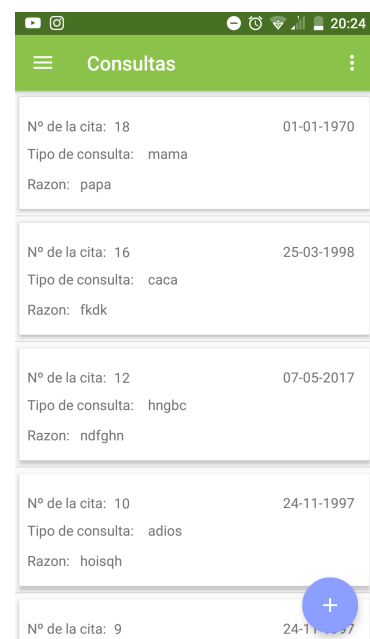 20:24
Consultas
Nº de la cita: 18 01-01-1970
Tipo de consulta: mama
Razon: papa
Nº de la cita: 16 25-03-1998
Tipo de consulta: caca
Razon: fkdk
Nº de la cita: 12 07-05-2017
Tipo de consulta: hngbc
Razon: ndfghn
Nº de la cita: 10 24-11-1997
Tipo de consulta: adios
Razon: hoisqh
Nº de la cita: 9